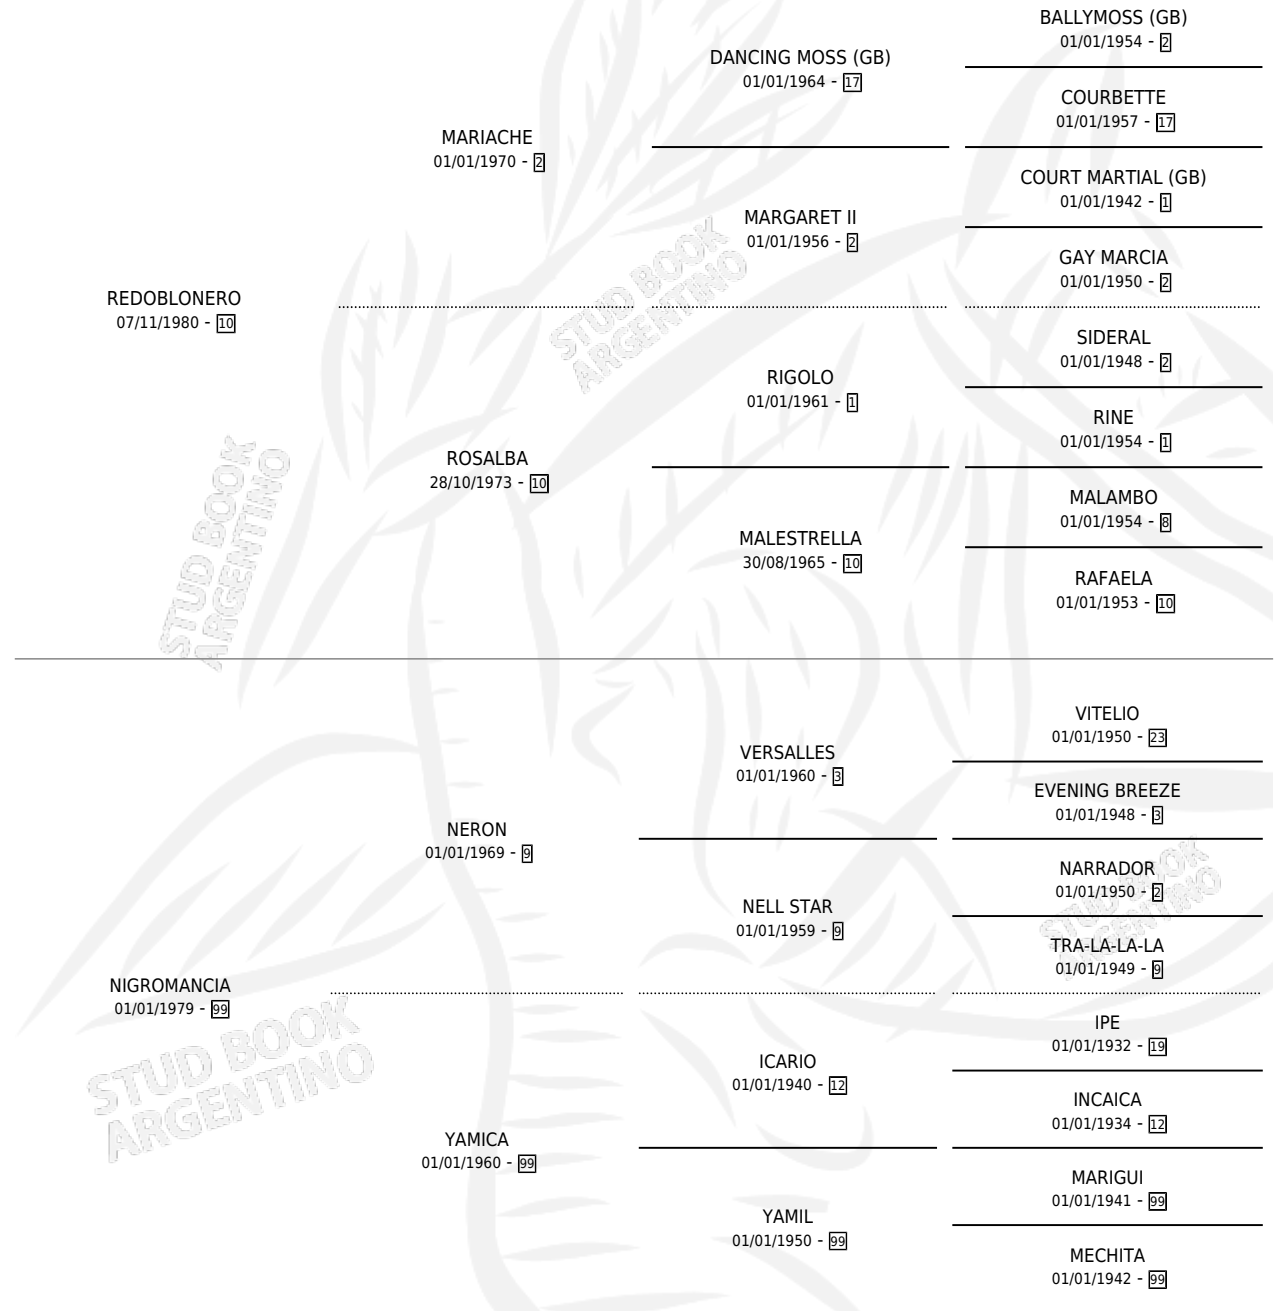 BALLYMOSS (GB)
01/01/1954 - 2
DANCING MOSS (GB)
01/01/1964 - 17
COURBETTE
01/01/1957 - 17
MARIACHE
01/01/1970 - 2
COURT MARTIAL (GB)
01/01/1942 - 1
MARGARET II
01/01/1956 - 2
GAY MARCIA
01/01/1950 - 2
REDOBLONERO
07/11/1980 - 10
SIDERAL
01/01/1948 - 2
RIGOLO
01/01/1961 - 1
RINE
01/01/1954 - 1
ROSALBA
28/10/1973 - 10
MALAMBO
01/01/1954 - 8
MALESTRELLA
30/08/1965 - 10
RAFAELA
01/01/1953 - 10
VITELIO
01/01/1950 - 23
VERSALLES
01/01/1960 - 3
EVENING BREEZE
01/01/1948 - 3
NERON
01/01/1969 - 9
NARRADOR
01/01/1950 - 2
NELL STAR
01/01/1959 - 9
TRA-LA-LA-LA
01/01/1949 - 9
NIGROMANCIA
01/01/1979 - 99
IPE
01/01/1932 - 19
ICARIO
01/01/1940 - 12
INCAICA
01/01/1934 - 12
YAMICA
01/01/1960 - 99
MARIGUI
01/01/1941 - 99
YAMIL
01/01/1950 - 99
MECHITA
01/01/1942 - 99
STUD BOOK
ARGENTINO
STUD BOOK
ARGENTINO
STUD BOOK
ARGENTINO
STUD BOOK
ARGENTINO